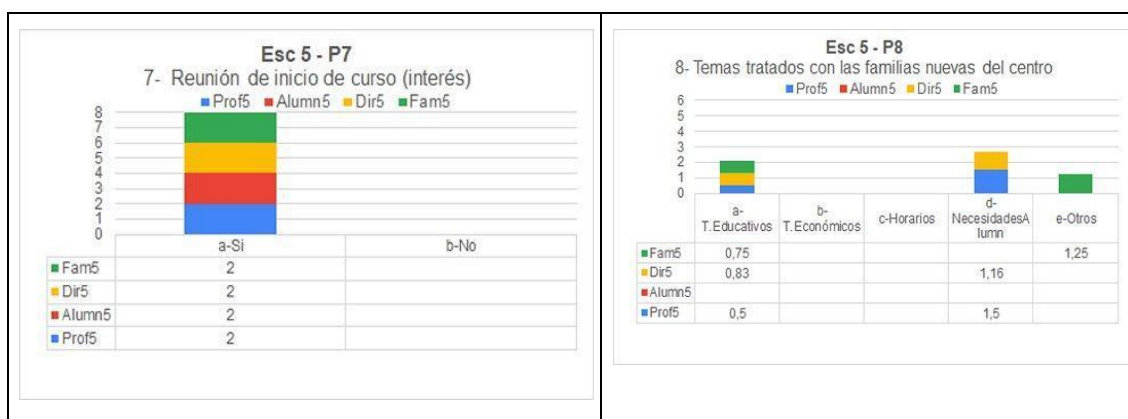 Esc 5 - P7
7- Reunión de inicio de curso (interés)
Prof5 Alumn5 Dir5 Fam5
8
7
6
5
4
3
2
1
0
a-Si b-No
Fam5 2
Dir5 2
Alumn5 2
Prof5 2
Esc 5 - P8
8- Temas tratados con las familias nuevas del centro
Prof5 Alumn5 Dir5 Fam5
6
5
4
3
2
1
0
a-
T.Educativos
b-
T.Económicos
c-Horarios
d-
NecesidadesA
lumn
e-Otros
Fam5 0,75 1,25
Dir5 0,83 1,16
Alumn5
Prof5 0,5 1,5